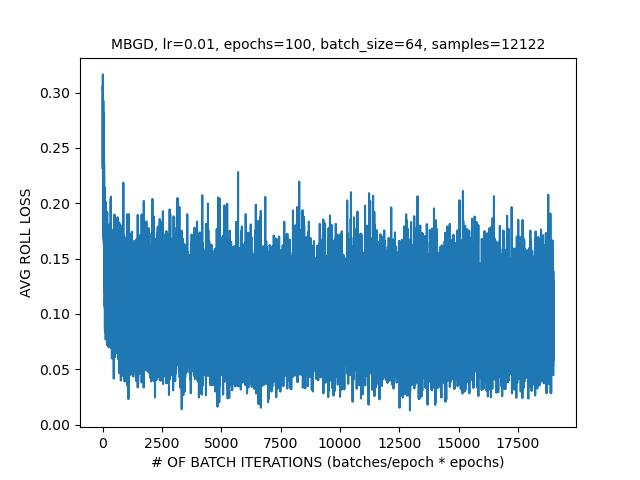 MBGD, lr=0.01, epochs=100, batch_size=64, samples=12122
0.30
0.25
0.20
0.15
0.10
0.05
0.00
AVG ROLL LOSS
0 2500 5000 7500 10000 12500 15000 17500
# OF BATCH ITERATIONS (batches/epoch * epochs)